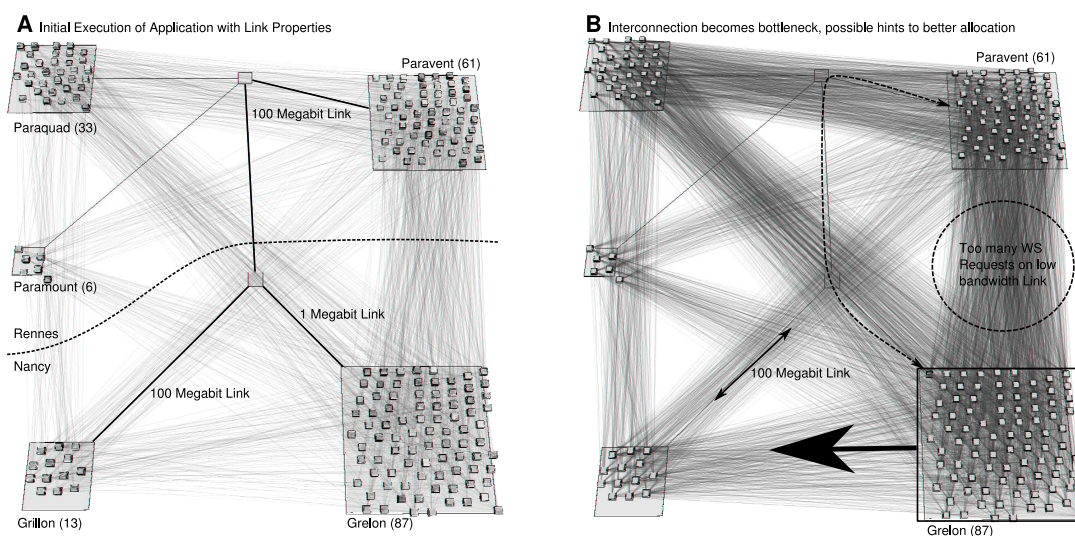 A Initial Execution of Application with Link Properties
Paravent (61)
100 Megabit Link
Paraquad (33)
Paramount (6)
1 Megabit Link
Rennes
Nancy
100 Megabit Link
Grillon (13)
Grelon (87)
B Interconnection becomes bottleneck, possible hints to better allocation
Paravent (61)
Too many WS
Requests on low
bandwidth Link
100 Megabit Link
Grelon (87)